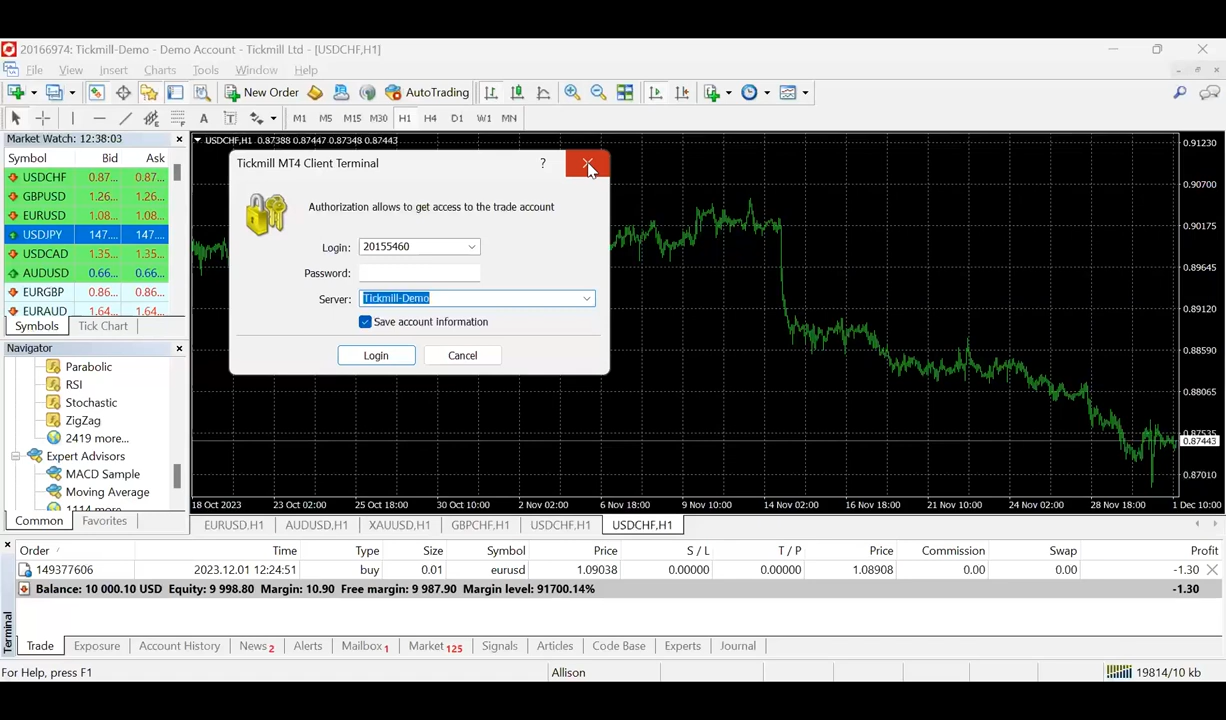 20166974: Tickmill-Demo - Demo Account - Tickmill Ltd - [USDCHF,H1]
File View Insert Charts Tools Window Help
New Order AutoTrading
A T M1 M5 M15 M30 H1 H4 D1 W1 MN
Market Watch: 12:38:03
Symbol Bid Ask
USDCHF 0.87... 0.87...
GBPUSD 1.26... 1.26...
EURUSD 1.08... 1.08...
USDJPY 147.... 147....
USDCAD 1.35... 1.35...
AUDUSD 0.66... 0.66...
EURGBP 0.86... 0.86...
EURAUD 1.64... 1.64...
Symbols Tick Chart
Navigator
Parabolic
RSI
Stochastic
ZigZag
2419 more...
Expert Advisors
MACD Sample
Moving Average
1114 more...
Common Favorites
USDCHF,H1 0.87388 0.87447 0.87348 0.87443
Tickmill MT4 Client Terminal ?
Authorization allows to get access to the trade account
Login: 20155460
Password:
Server: Tickmill-Demo
Save account information
Login Cancel
0.91230
0.90700
0.90175
0.89645
0.89120
0.88590
0.88065
0.87535
0.87443
0.87010
18 Oct 2023 23 Oct 02:00 25 Oct 18:00 30 Oct 10:00 2 Nov 02:00 6 Nov 18:00 9 Nov 10:00 14 Nov 02:00 16 Nov 18:00 21 Nov 10:00 24 Nov 02:00 28 Nov 18:00 1 Dec 10:00
EURUSD,H1 AUDUSD,H1 XAUUSD,H1 GBPCHF,H1 USDCHF,H1 USDCHF,H1
Order / Time Type Size Symbol Price S / L T / P Price Commission Swap Profit
149377606 2023.12.01 12:24:51 buy 0.01 eurusd 1.09038 0.00000 0.00000 1.08908 0.00 0.00 -1.30
Balance: 10 000.10 USD Equity: 9 998.80 Margin: 10.90 Free margin: 9 987.90 Margin level: 91700.14% -1.30
Terminal
Trade Exposure Account History News 2 Alerts Mailbox 1 Market 125 Signals Articles Code Base Experts Journal
For Help, press F1 Allison 19814/10 kb